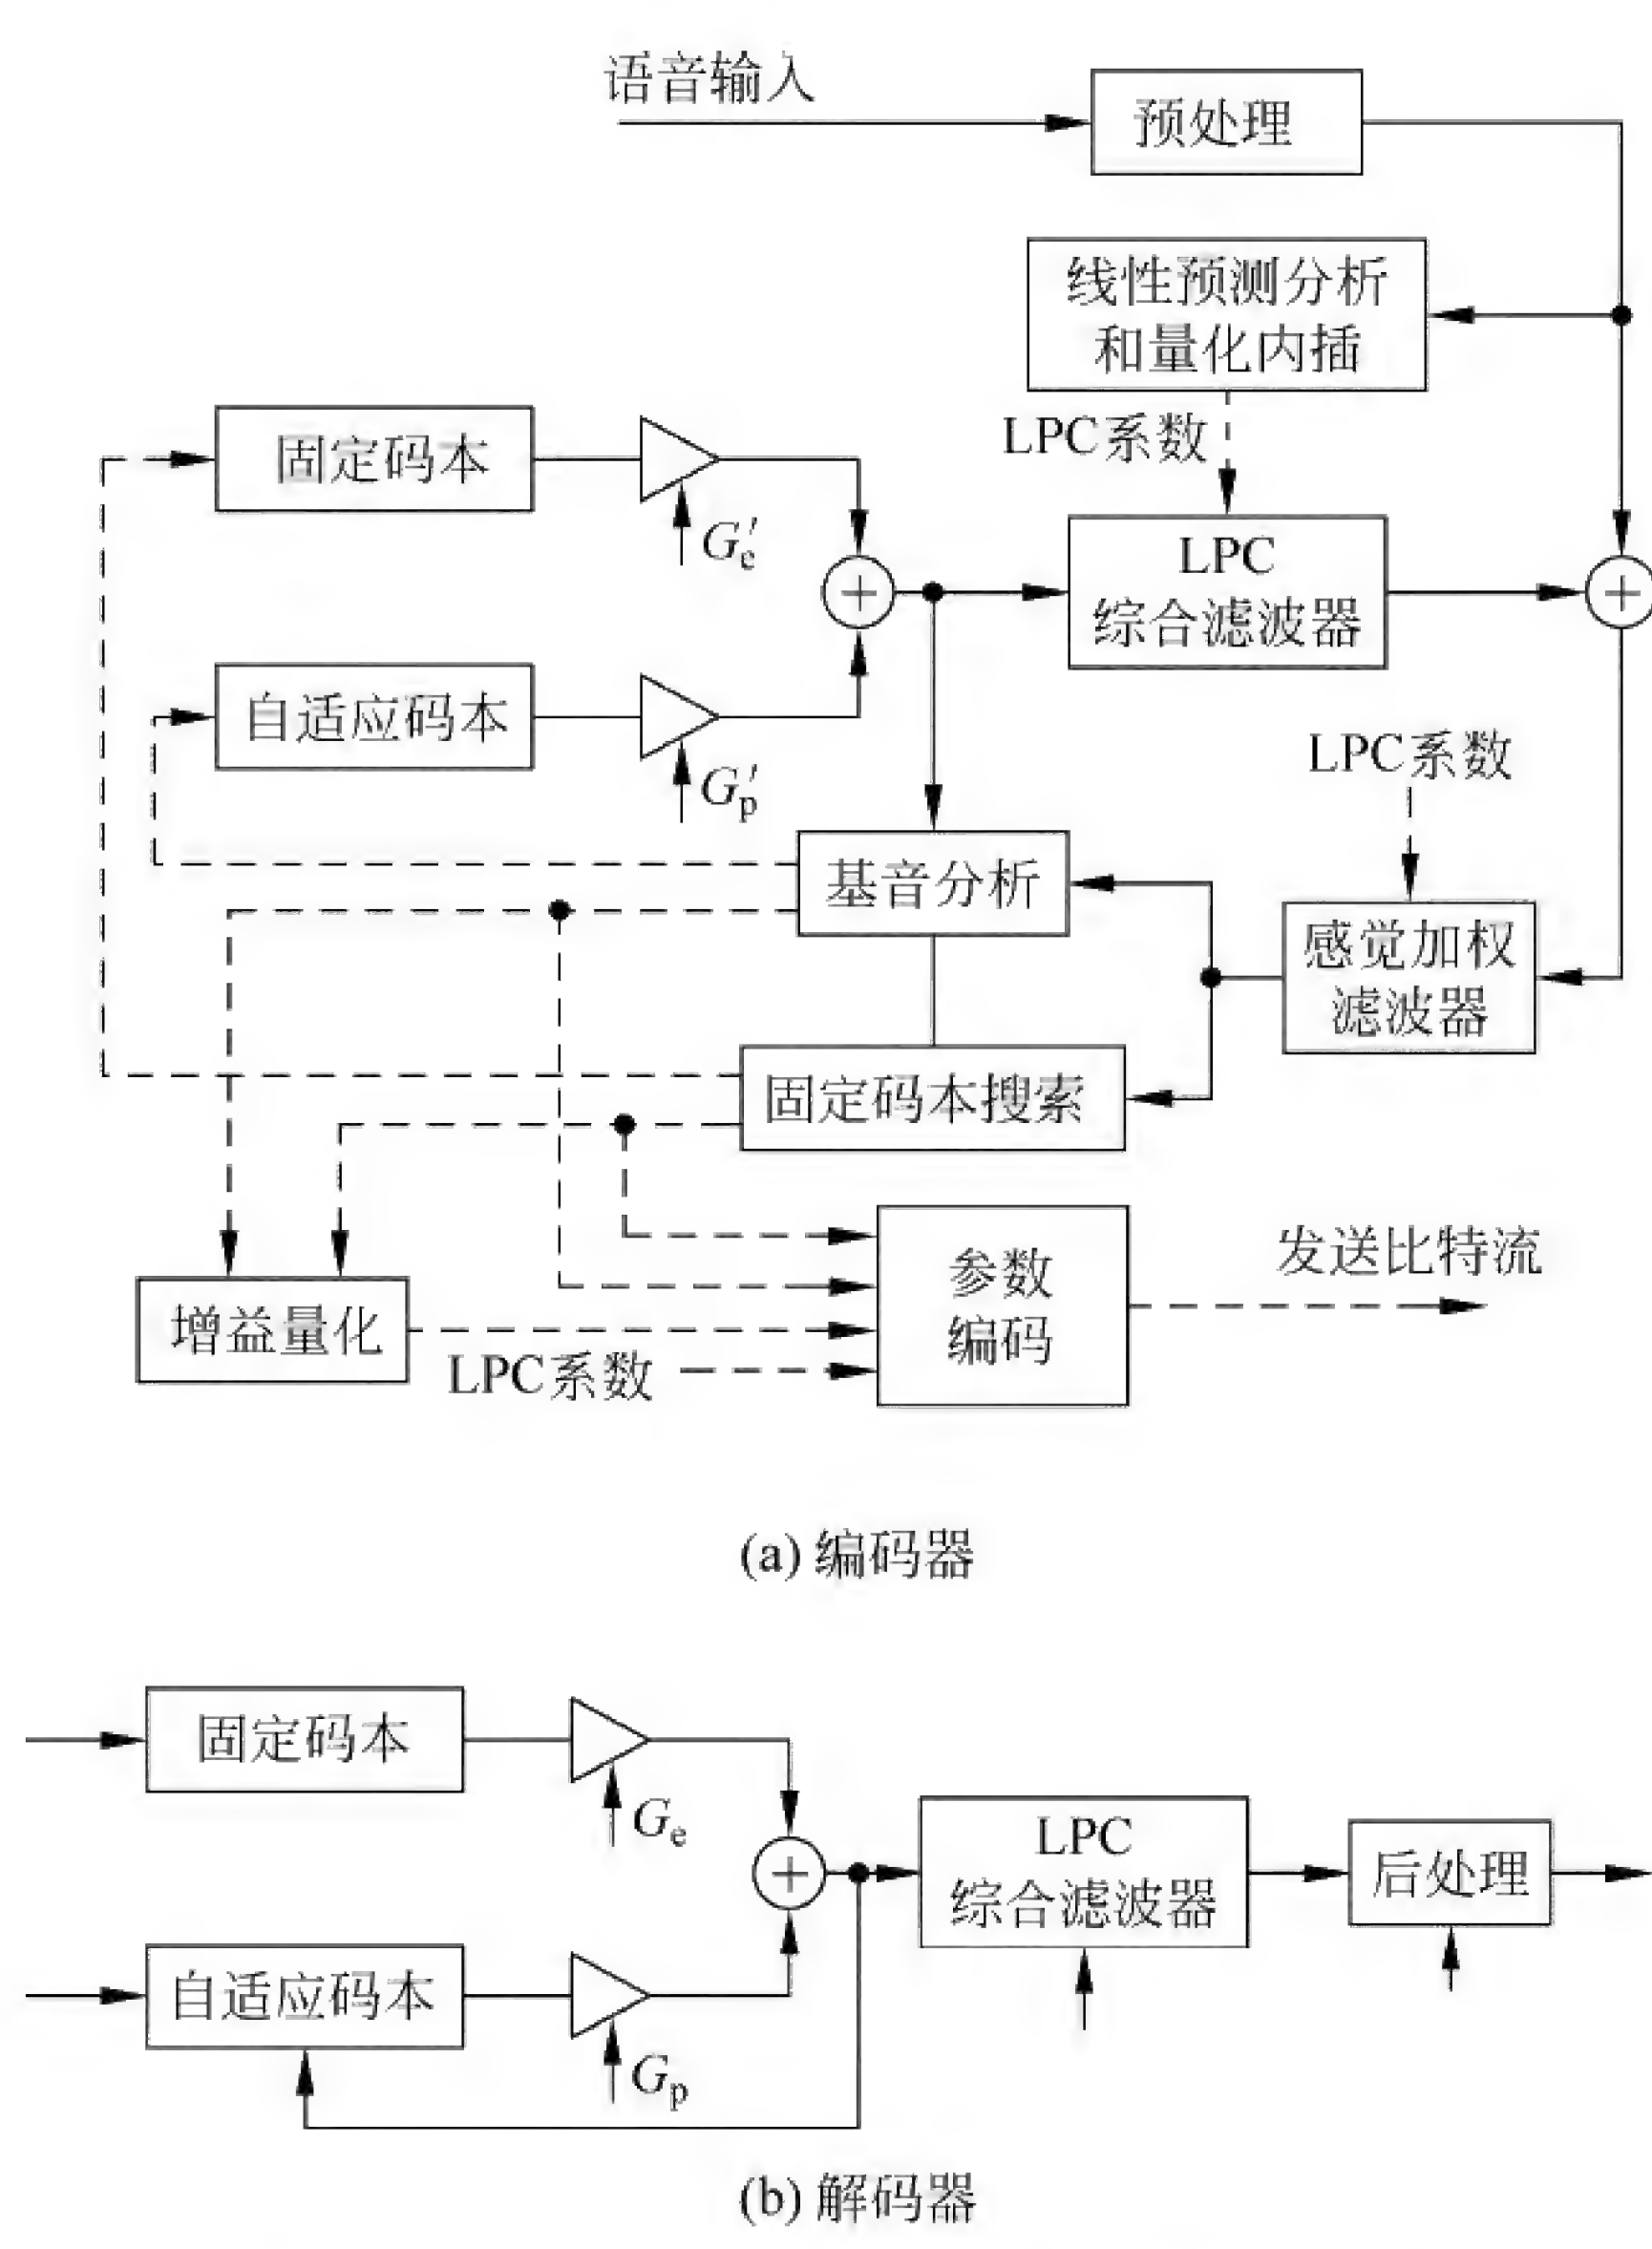 语音输入
预处理
线性预测分析
和量化内插
LPC系数
固定码本
G′e
LPC
综合滤波器
自适应码本
G′p
LPC系数
基音分析
感觉加权
滤波器
固定码本搜索
参数
编码
发送比特流
增益量化
LPC系数
(a) 编码器
固定码本
Ge
LPC
综合滤波器
后处理
自适应码本
Gp
(b) 解码器